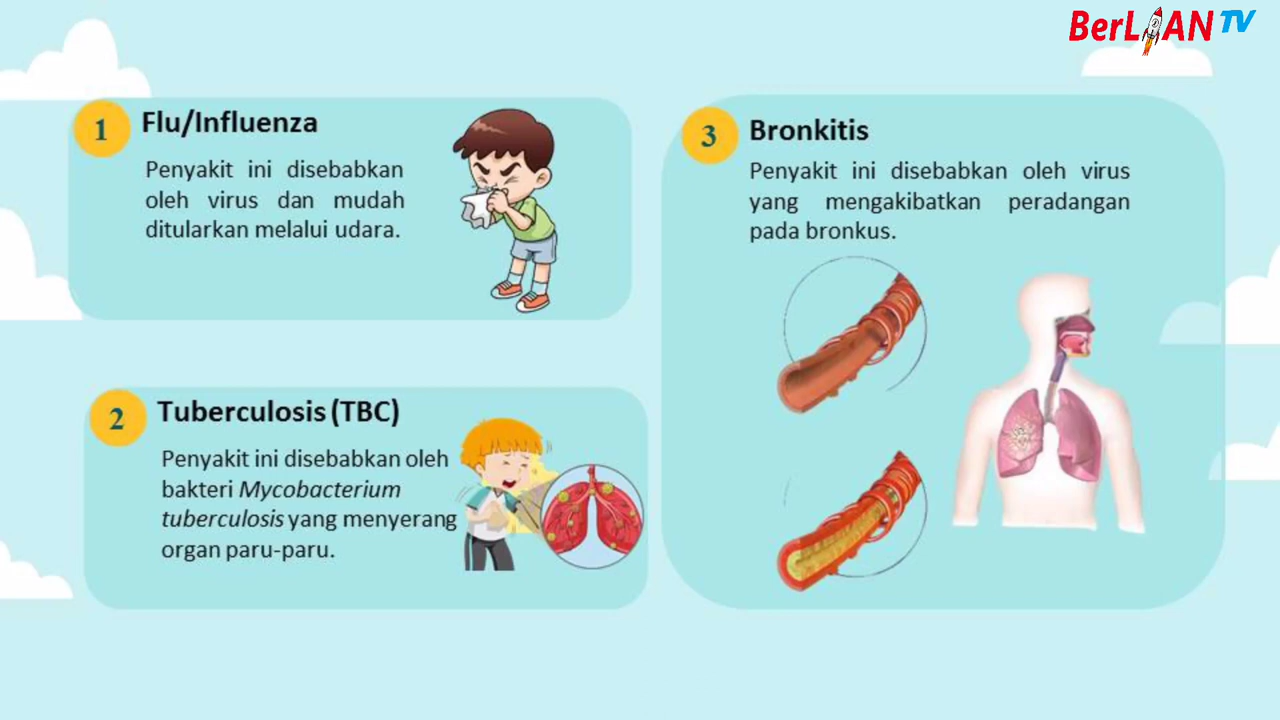 BerLIAN TV
1
Flu/Influenza
Penyakit ini disebabkan
oleh virus dan mudah
ditularkan melalui udara.
2
Tuberculosis (TBC)
Penyakit ini disebabkan oleh
bakteri Mycobacterium
tuberculosis yang menyerang
organ paru-paru.
3
Bronkitis
Penyakit ini disebabkan oleh virus
yang mengakibatkan peradangan
pada bronkus.